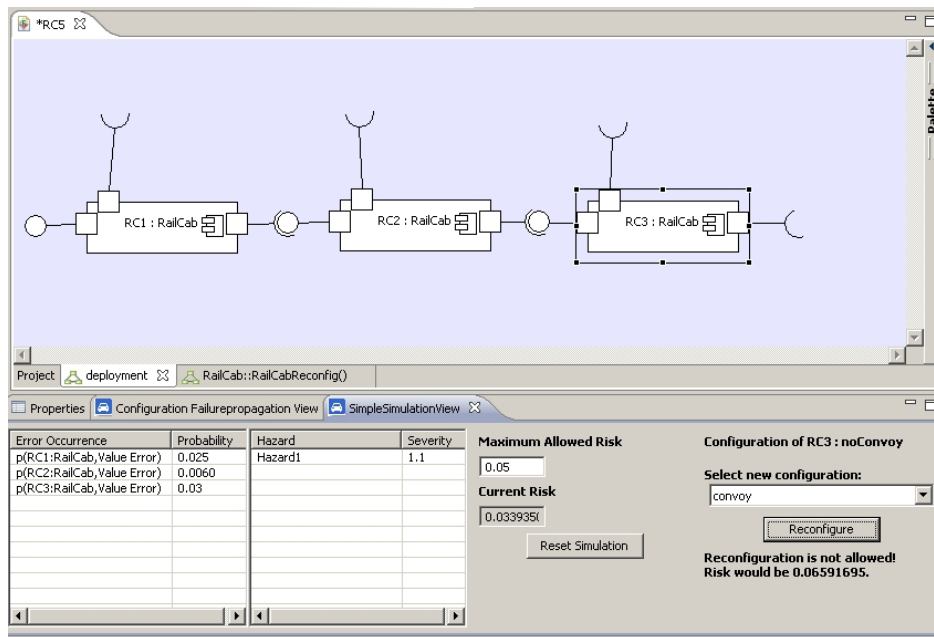 *RC5
Palette
RC1 : RailCab
RC2 : RailCab
RC3 : RailCab
Project
deployment
RailCab::RailCabReconfig()
Properties
Configuration Failurepropagation View
SimpleSimulationView
Error Occurrence Probability
p(RC1:RailCab,Value Error) 0.025
p(RC2:RailCab,Value Error) 0.0060
p(RC3:RailCab,Value Error) 0.03
Hazard Severity
Hazard1 1.1
Maximum Allowed Risk
0.05
Current Risk
0.033935(
Reset Simulation
Configuration of RC3 : noConvoy
Select new configuration:
convoy
Reconfigure
Reconfiguration is not allowed!
Risk would be 0.06591695.